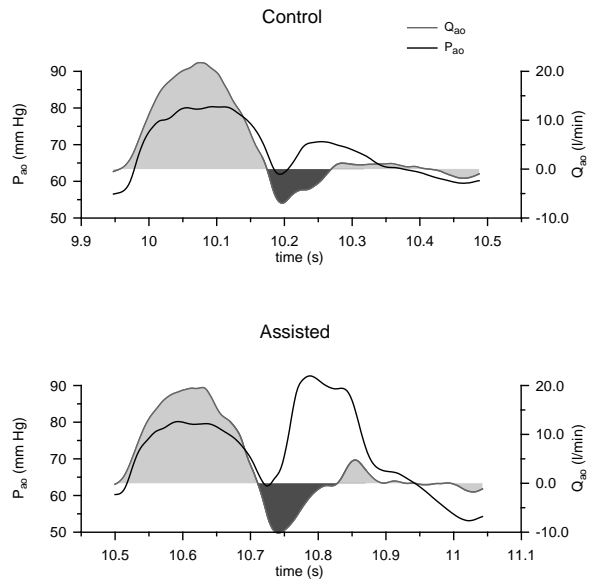 Control
Qao
Pao
90
80
70
60
50
Pao (mm Hg)
20.0
10.0
0.0
-10.0
Qao (l/min)
9.9 10 10.1 10.2 10.3 10.4 10.5
time (s)
Assisted
90
80
70
60
50
Pao (mm Hg)
20.0
10.0
0.0
-10.0
Qao (l/min)
10.5 10.6 10.7 10.8 10.9 11 11.1
time (s)